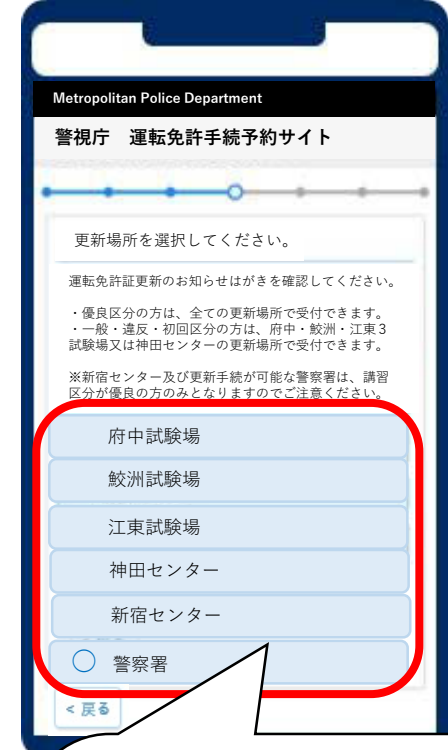 Metropolitan Police Department
警視庁　運転免許手続予約サイト
更新場所を選択してください。
運転免許証更新のお知らせはがきを確認してください。
・優良区分の方は、全ての更新場所で受付できます。
・一般・違反・初回区分の方は、府中・鮫洲・江東３
試験場又は神田センターの更新場所で受付できます。
※新宿センター及び更新手続が可能な警察署は、講習
区分が優良の方のみとなりますのでご注意ください。
府中試験場
鮫洲試験場
江東試験場
神田センター
新宿センター
警察署
< 戻る